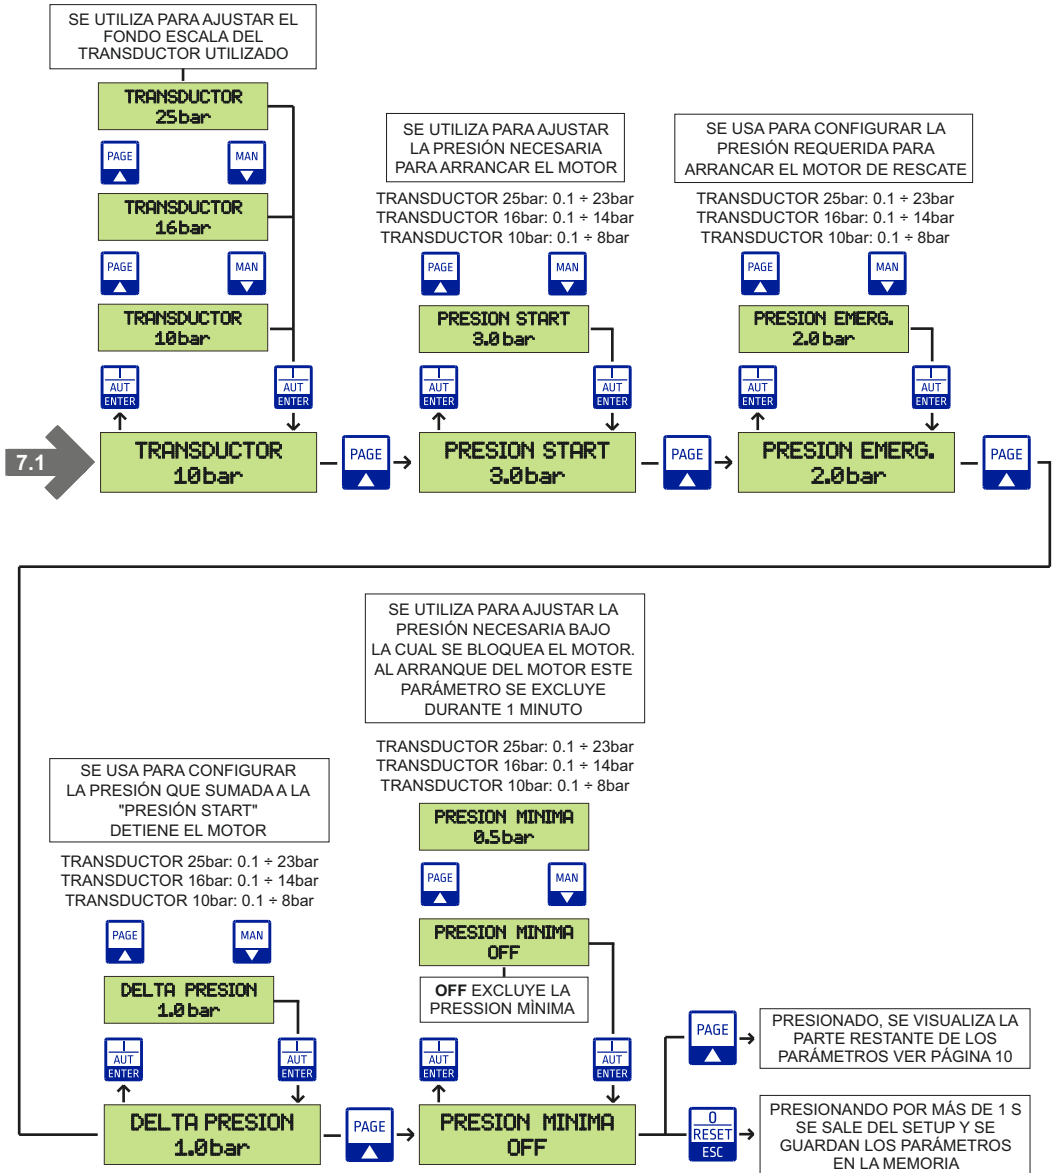 SE UTILIZA PARA AJUSTAR EL
FONDO ESCALA DEL
TRANSDUCTOR UTILIZADO
TRANSDUCTOR
25bar
PAGE
MAN
TRANSDUCTOR
16bar
PAGE
MAN
TRANSDUCTOR
10bar
I
AUT
ENTER
I
AUT
ENTER
7.1
TRANSDUCTOR
10bar
PAGE
SE UTILIZA PARA AJUSTAR
LA PRESIÓN NECESARIA
PARA ARRANCAR EL MOTOR
TRANSDUCTOR 25bar: 0.1 ÷ 23bar
TRANSDUCTOR 16bar: 0.1 ÷ 14bar
TRANSDUCTOR 10bar: 0.1 ÷ 8bar
PAGE
MAN
PRESION START
3.0 bar
I
AUT
ENTER
I
AUT
ENTER
PRESION START
3.0bar
PAGE
SE USA PARA CONFIGURAR LA
PRESIÓN REQUERIDA PARA
ARRANCAR EL MOTOR DE RESCATE
TRANSDUCTOR 25bar: 0.1 ÷ 23bar
TRANSDUCTOR 16bar: 0.1 ÷ 14bar
TRANSDUCTOR 10bar: 0.1 ÷ 8bar
PAGE
MAN
PRESION EMERG.
2.0 bar
I
AUT
ENTER
I
AUT
ENTER
PRESION EMERG.
2.0bar
PAGE
SE USA PARA CONFIGURAR
LA PRESIÓN QUE SUMADA A LA
"PRESIÓN START"
DETIENE EL MOTOR
TRANSDUCTOR 25bar: 0.1 ÷ 23bar
TRANSDUCTOR 16bar: 0.1 ÷ 14bar
TRANSDUCTOR 10bar: 0.1 ÷ 8bar
PAGE
MAN
DELTA PRESION
1.0 bar
I
AUT
ENTER
I
AUT
ENTER
DELTA PRESION
1.0bar
PAGE
SE UTILIZA PARA AJUSTAR LA
PRESIÓN NECESARIA BAJO
LA CUAL SE BLOQUEA EL MOTOR.
AL ARRANQUE DEL MOTOR ESTE
PARÁMETRO SE EXCLUYE
DURANTE 1 MINUTO
TRANSDUCTOR 25bar: 0.1 ÷ 23bar
TRANSDUCTOR 16bar: 0.1 ÷ 14bar
TRANSDUCTOR 10bar: 0.1 ÷ 8bar
PRESION MINIMA
0.5bar
PAGE
MAN
PRESION MINIMA
OFF
OFF EXCLUYE LA
PRESSION MÌNIMA
I
AUT
ENTER
I
AUT
ENTER
PRESION MINIMA
OFF
PAGE
PRESIONADO, SE VISUALIZA LA
PARTE RESTANTE DE LOS
PARÁMETROS VER PÁGINA 10
0
RESET
ESC
PRESIONANDO POR MÁS DE 1 S
SE SALE DEL SETUP Y SE
GUARDAN LOS PARÁMETROS
EN LA MEMORIA